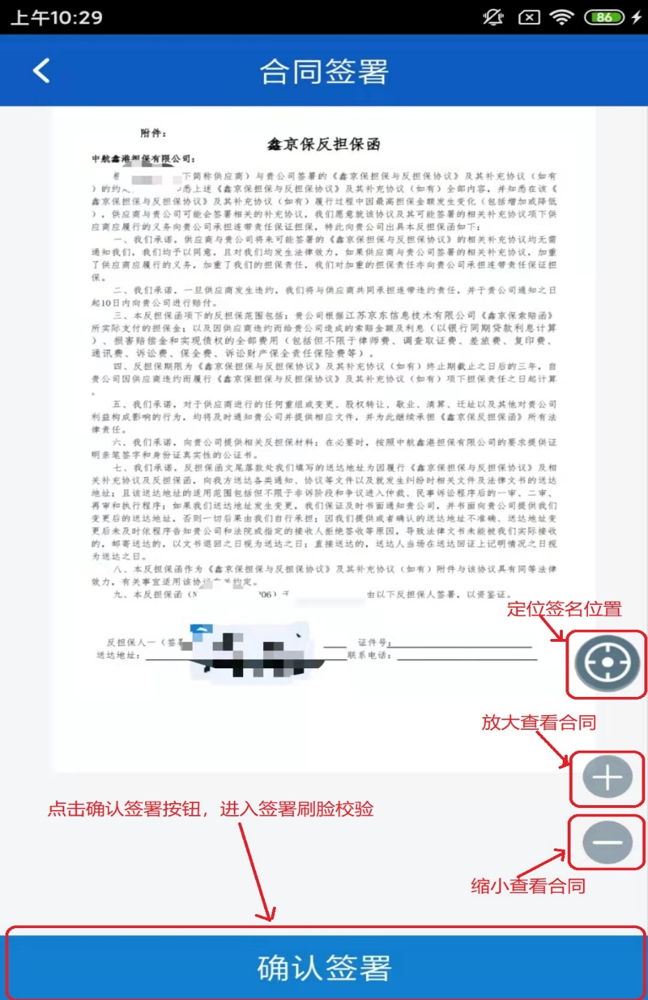 上午10:29
86
合同签署
附件：
鑫京保反担保函
中航鑫港担保有限公司：
下简称供应商）与贵公司签署的《鑫京保担保与反担保协议》及其补充协议（如有
）的约 悉上述《鑫京保担保与反担保协议》及其补充协议（如有）全部内容，并知悉在该《
鑫京保担保与反担保协议》及其补充协议（如有）履行过程中因最高担保金额发生变化（包括增加或降低
），供应商与贵公司可能会签署相关的补充协议，我们愿意就该协议及其可能签署的相关补充协议项下供
应商应履行的义务向贵公司承担连带责任保证担保，特此向贵公司出具本反担保函如下：
一、我们承诺，供应商与贵公司将来可能签署的《鑫京保担保与反担保协议》的相关补充协议均无需
通知我们，我们均予以同意，且对我们均发生法律效力，如果供应商与贵公司签署的相关补充协议，加重
了供应商应履行的义务，加重了我们的担保责任，我们对加重的担保责任亦向贵公司承担连带责任保证担
保。
二、我们承诺，一旦供应商发生违约，我们将与供应商共同承担连带违约责任，并于贵公司通知之日
起10日内向贵公司进行赔付。
三、本反担保函项下的反担保范围包括：贵公司根据江苏京东信息技术有限公司《鑫京保索赔函》
所实际支付的担保金；以及因供应商违约而给贵公司造成的索赔金额及利息（以银行同期贷款利息计算
）、损害赔偿金和实现债权的全部费用（包括但不限于律师费、调查取证费、差旅费、复印费、
通讯费、诉讼费、保全费、诉讼财产保全责任保险费等）。
四、反担保期限为《鑫京保担保与反担保协议》及其补充协议（如有）终止期截止之日后的三年，自
贵公司因供应商违约而履行《鑫京保担保与反担保协议》及其补充协议（如有）项下担保责任之日起计算
。
五、我们承诺，对于供应商进行的任何重组或变更、股权转让、歇业、清算、迁址以及其他对贵公司
利益构成影响的行为，均将及时通知贵公司并提供相应文件，并为此继续承担《鑫京保反担保函》所有法
律责任。
六、我们承诺，向贵公司提供相关反担保材料；在必要时，按照中航鑫港担保有限公司的要求提供证
明亲笔签字和身份证真实性的公证书。
七、我们承诺，反担保函文尾落款处我们填写的送达地址为因履行《鑫京保担保与反担保协议》及相
关补充协议及反担保函，向我方送达各类通知、协议等文件以及就发生纠纷时相关文件及法律文书的送达
地址；且该送达地址的适用范围包括但不限于非诉阶段和争议进入仲裁、民事诉讼程序后的一审、二审、
再审和执行程序；如果我们送达地址发生变更，我们保证及时书面通知贵公司，并书面向贵公司提供我们
变更后的送达地址，否则一切后果由我们自行承担；因我们提供或者确认的送达地址不准确、送达地址变
更后未及时依程序告知贵公司和法院或指定的接收人拒绝签收等原因，导致法律文书未能被我们实际接收
的，邮寄送达的，以文书退回之日视为送达之日；直接送达的，送达人当场在送达回证上记明情况之日视
为送达之日。
八、本反担保函作为《鑫京保担保与反担保协议》及其补充协议（如有）附件与该协议具有同等法律
效力，有关事宜适用该协议有关约定。
九、本反担保函（N 206）于 由以下反担保人签署，以资鉴证。
定位签名位置
反担保人一（签 证件号：
送达地址： 联系电话：
放大查看合同
点击确认签署按钮，进入签署刷脸校验
缩小查看合同
确认签署